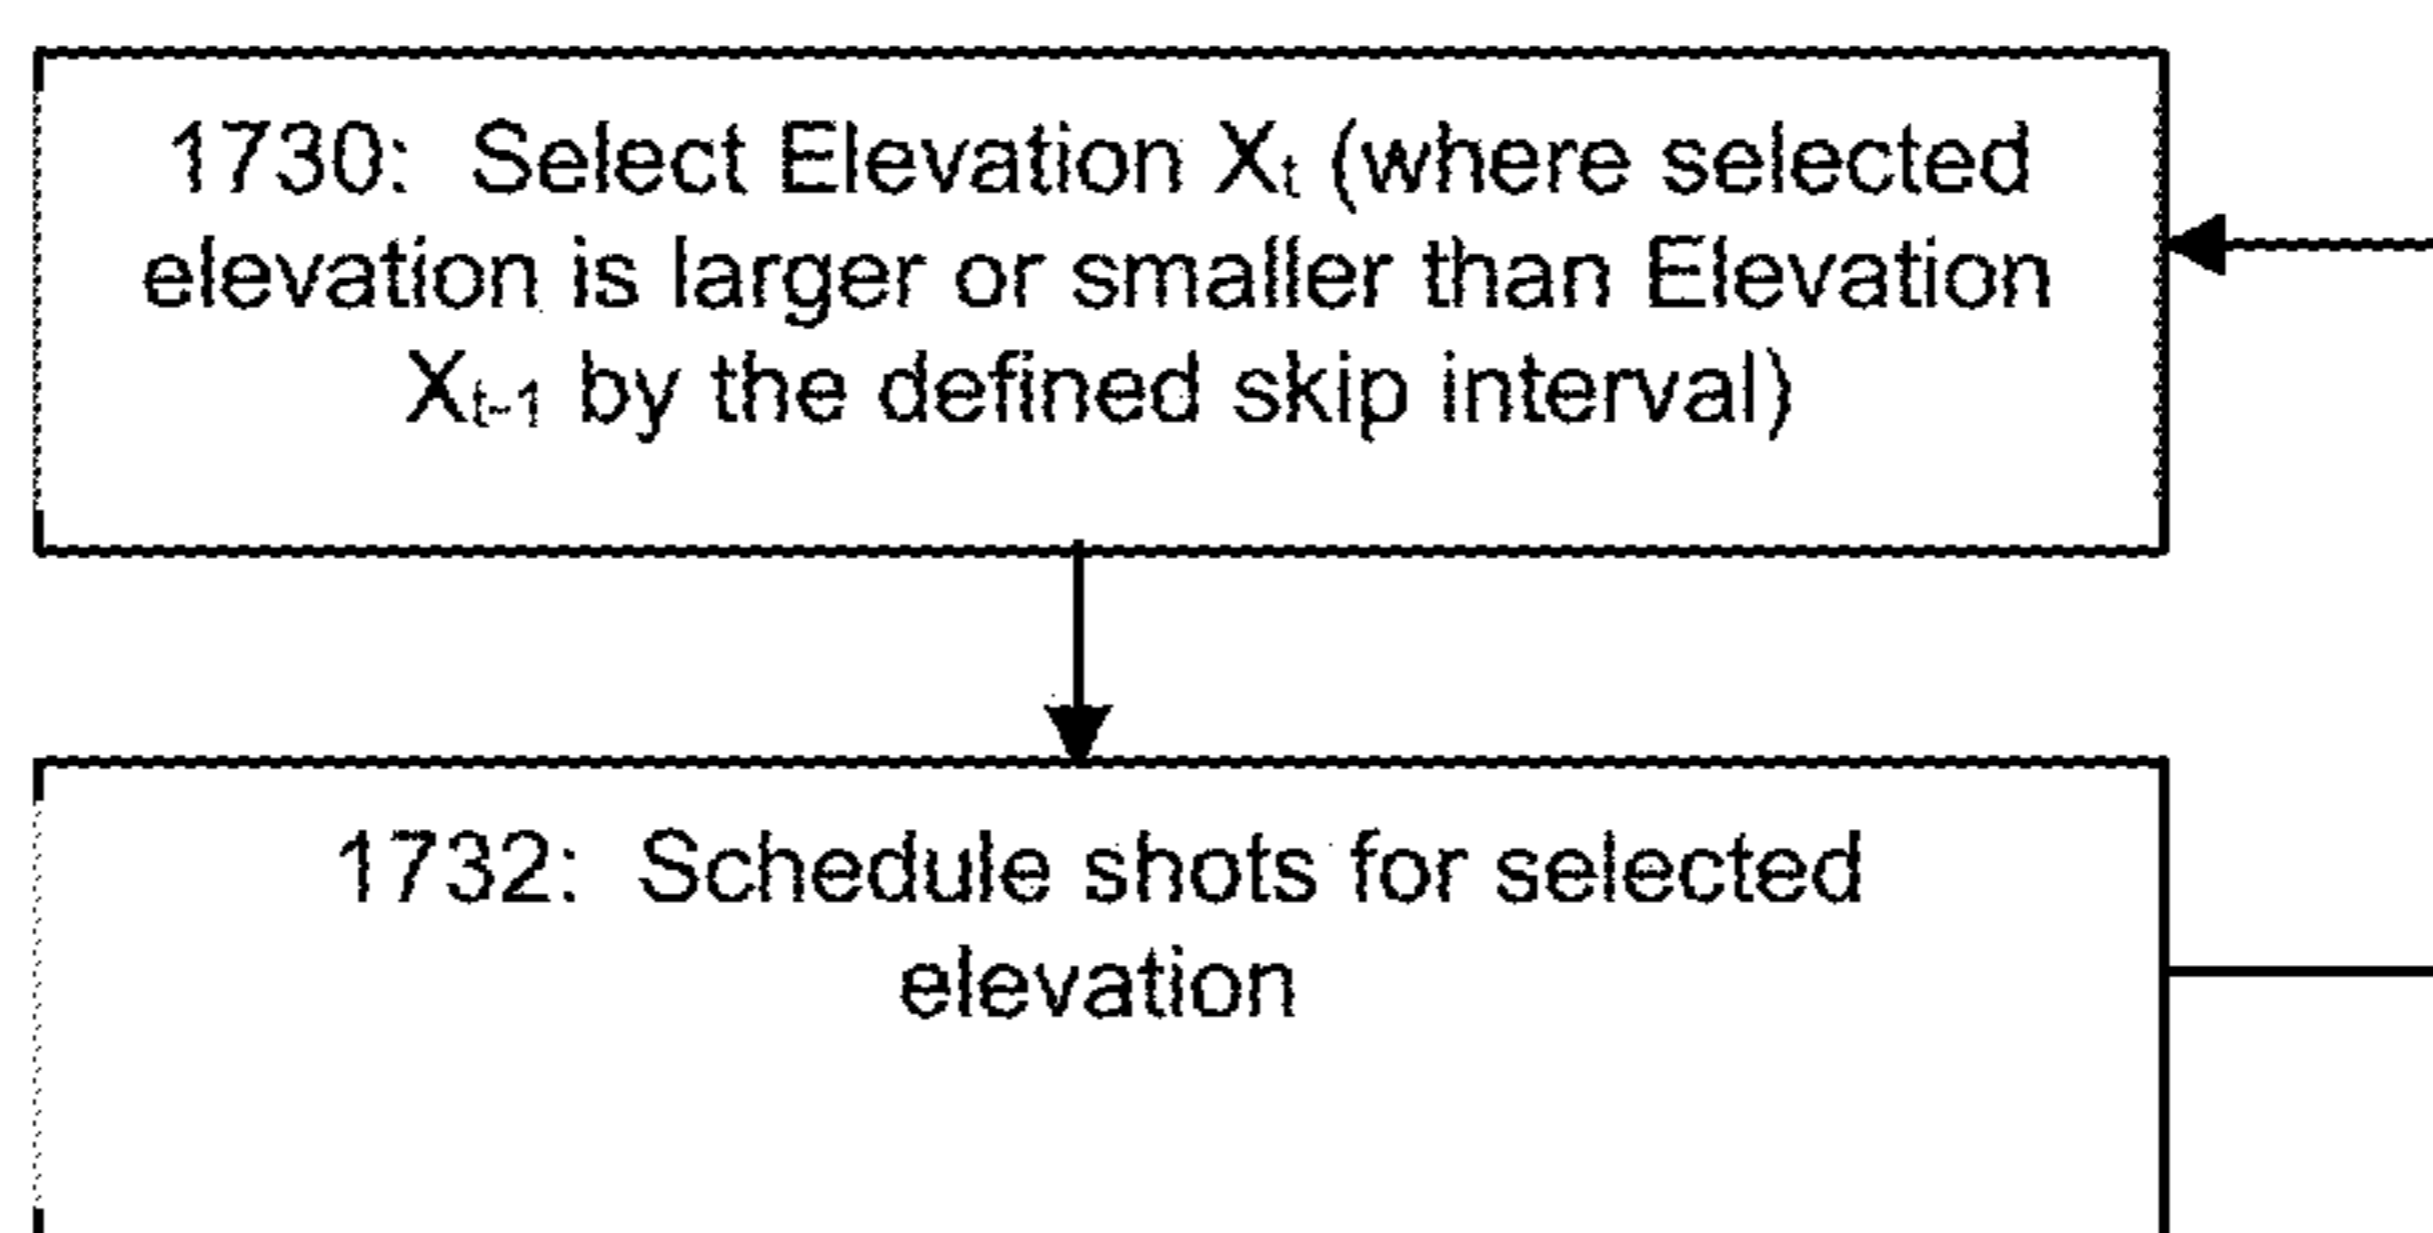 1730: Select Elevation Xt (where selected
elevation is larger or smaller than Elevation
Xt-1 by the defined skip interval)
1732: Schedule shots for selected
elevation